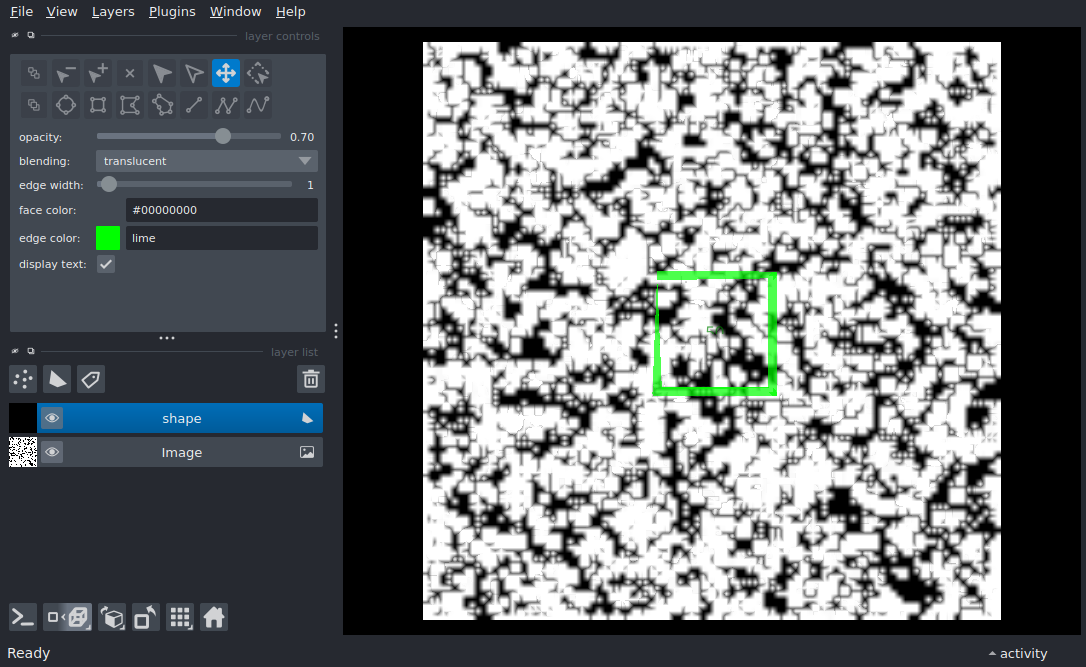 File View Layers Plugins Window Help
layer controls
opacity: 0.70
blending: translucent
edge width: 1
face color: #00000000
edge color: lime
display text:
layer list
shape
Image
Ready
activity